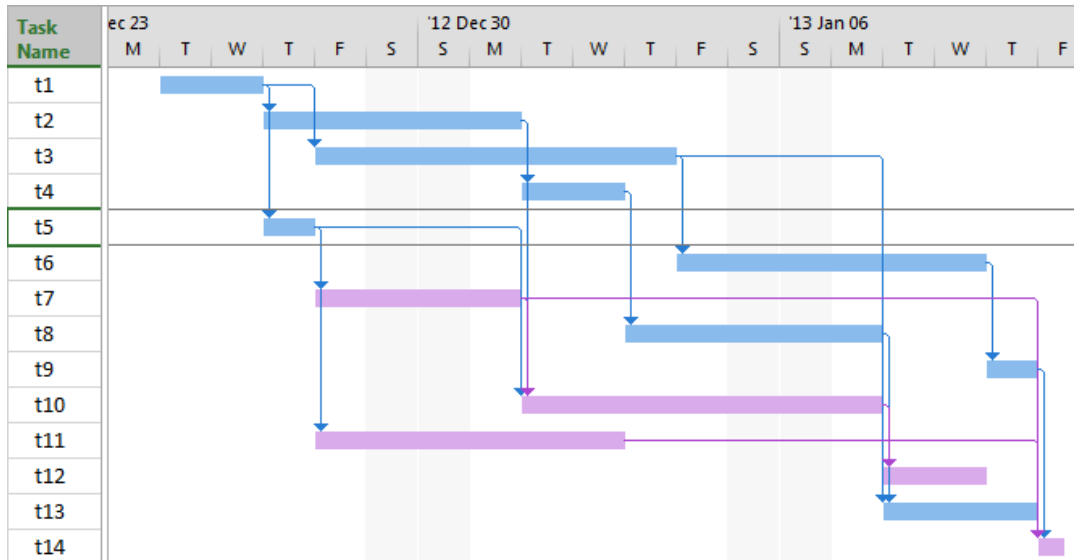 Task Name
ec 23 '12 Dec 30 '13 Jan 06
M T W T F S S M T W T F S S M T W T F
t1
t2
t3
t4
t5
t6
t7
t8
t9
t10
t11
t12
t13
t14